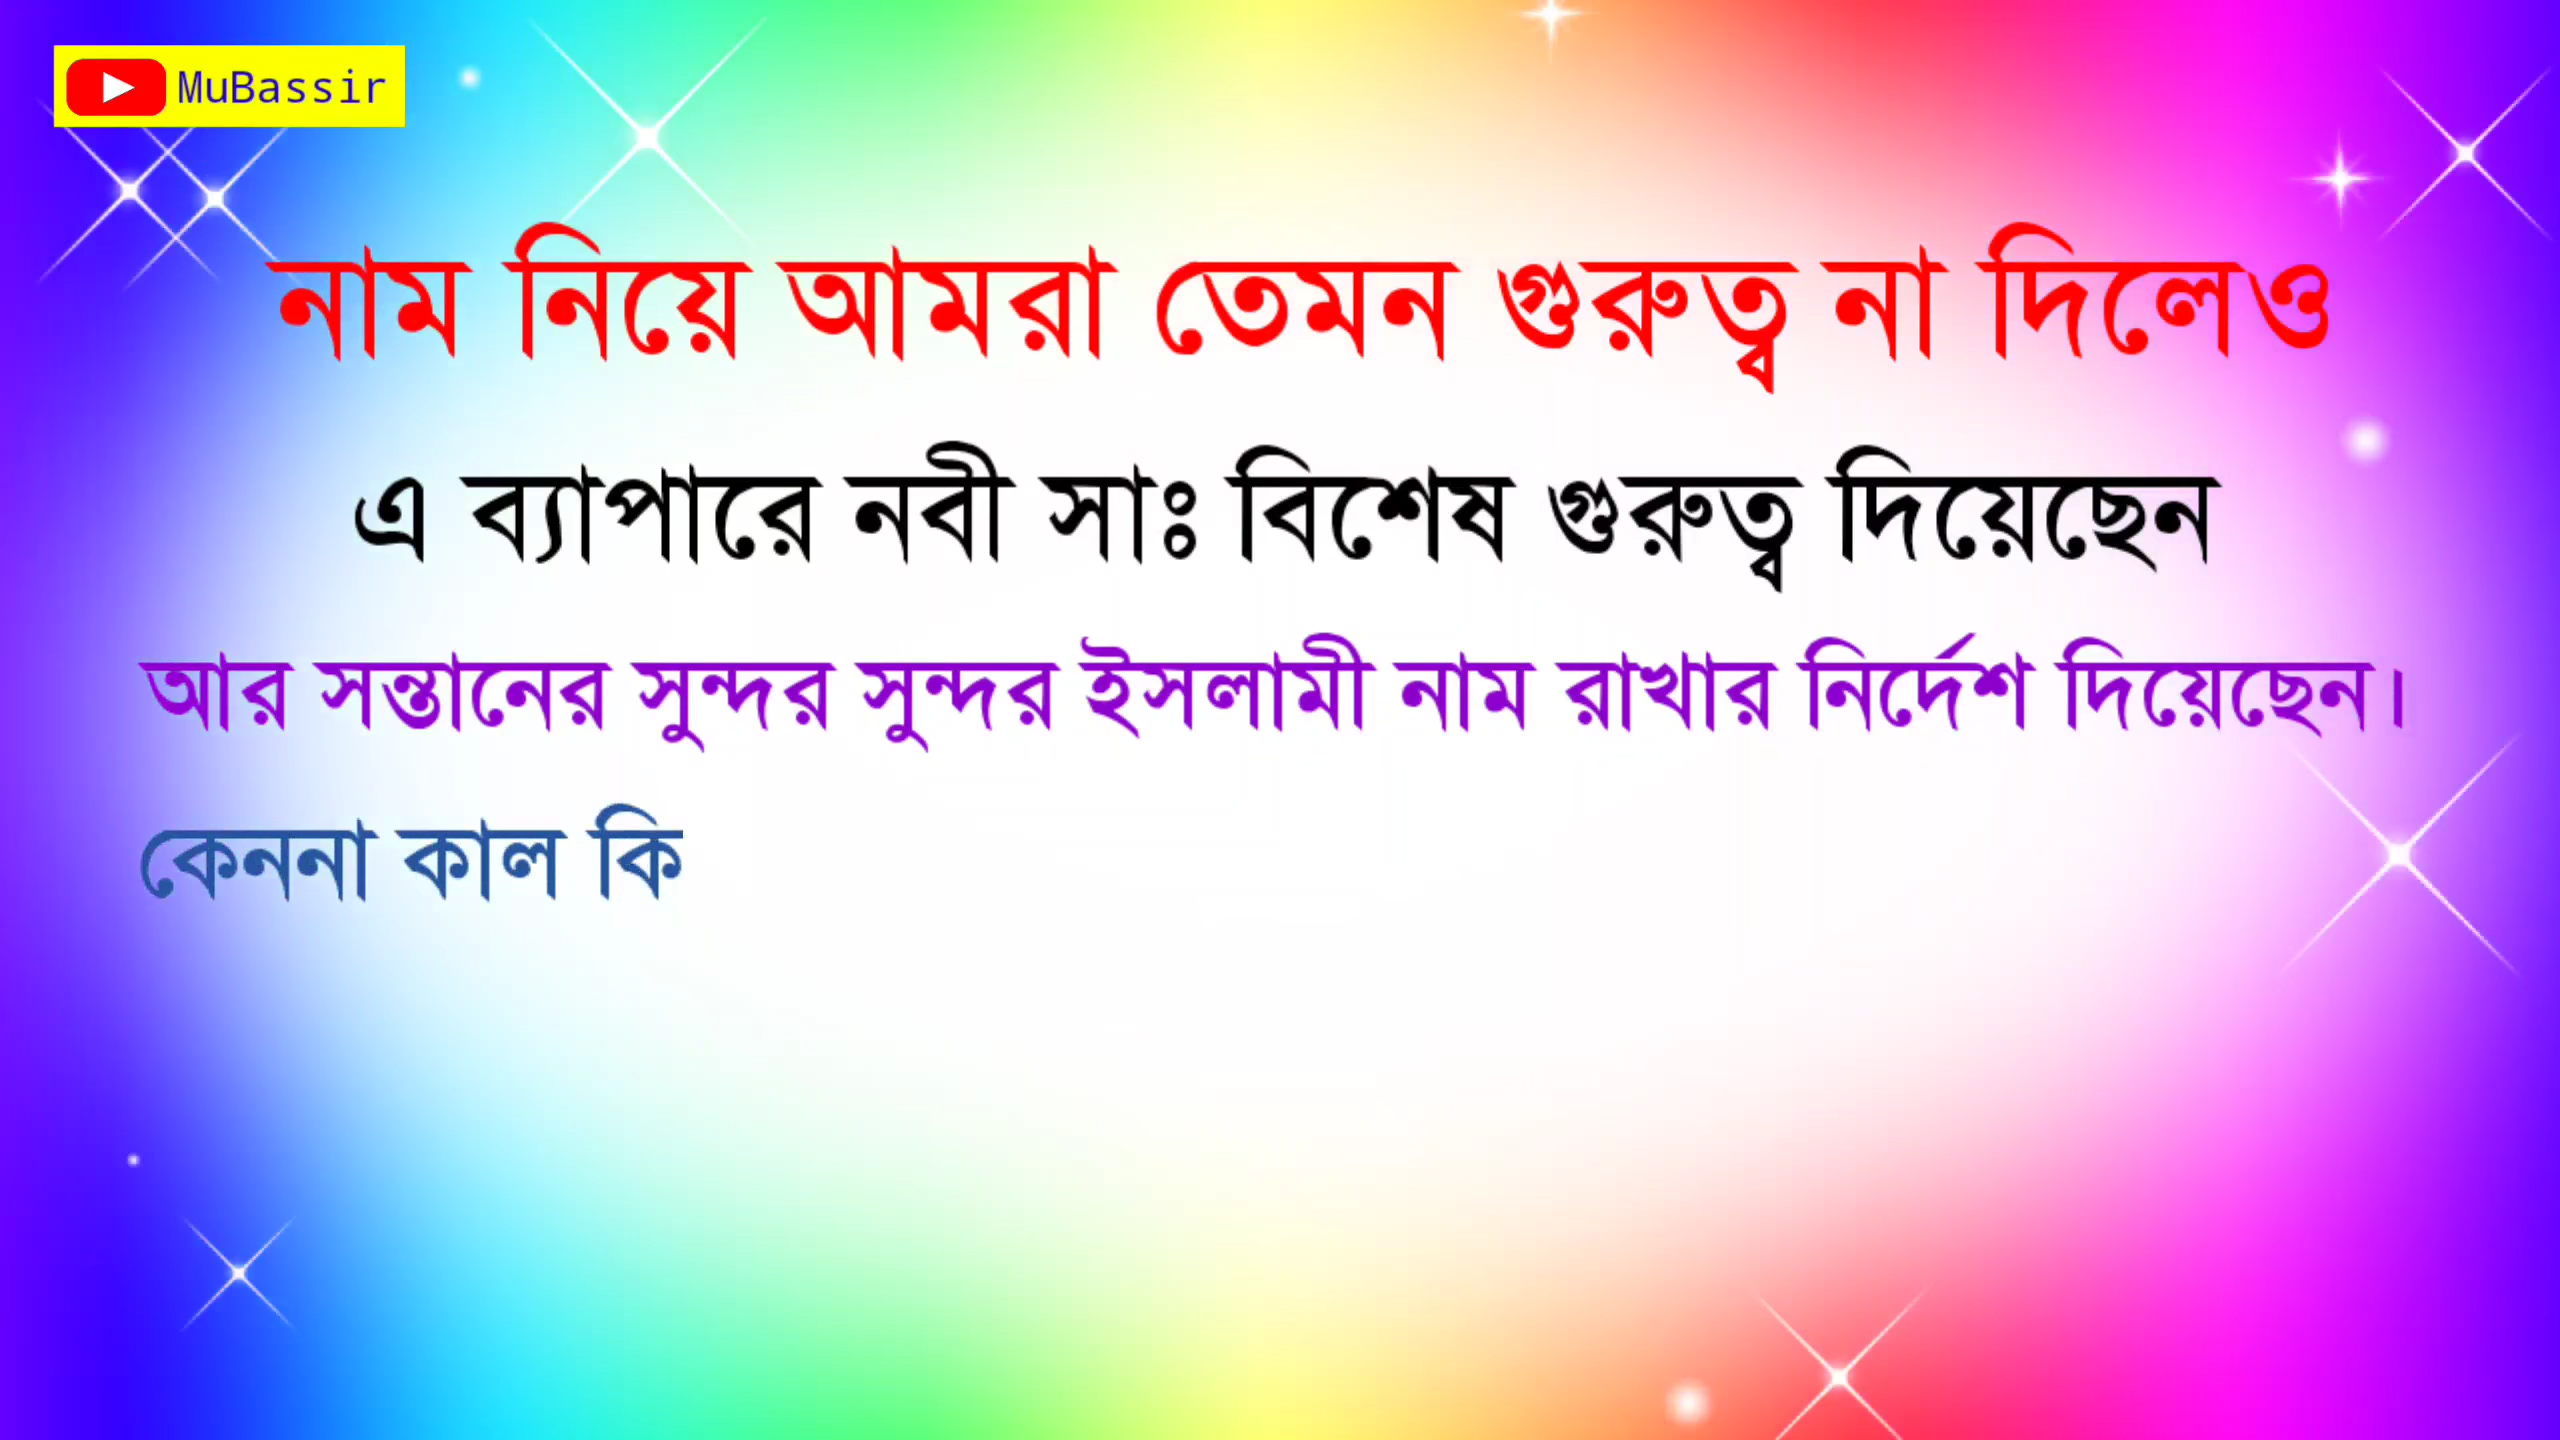 MuBassir
নাম নিয়ে আমরা তেমন গুরুত্ব না দিলেও
এ ব্যাপারে নবী সাঃ বিশেষ গুরুত্ব দিয়েছেন
আর সন্তানের সুন্দর সুন্দর ইসলামী নাম রাখার নির্দেশ দিয়েছেন।
কেননা কাল কি